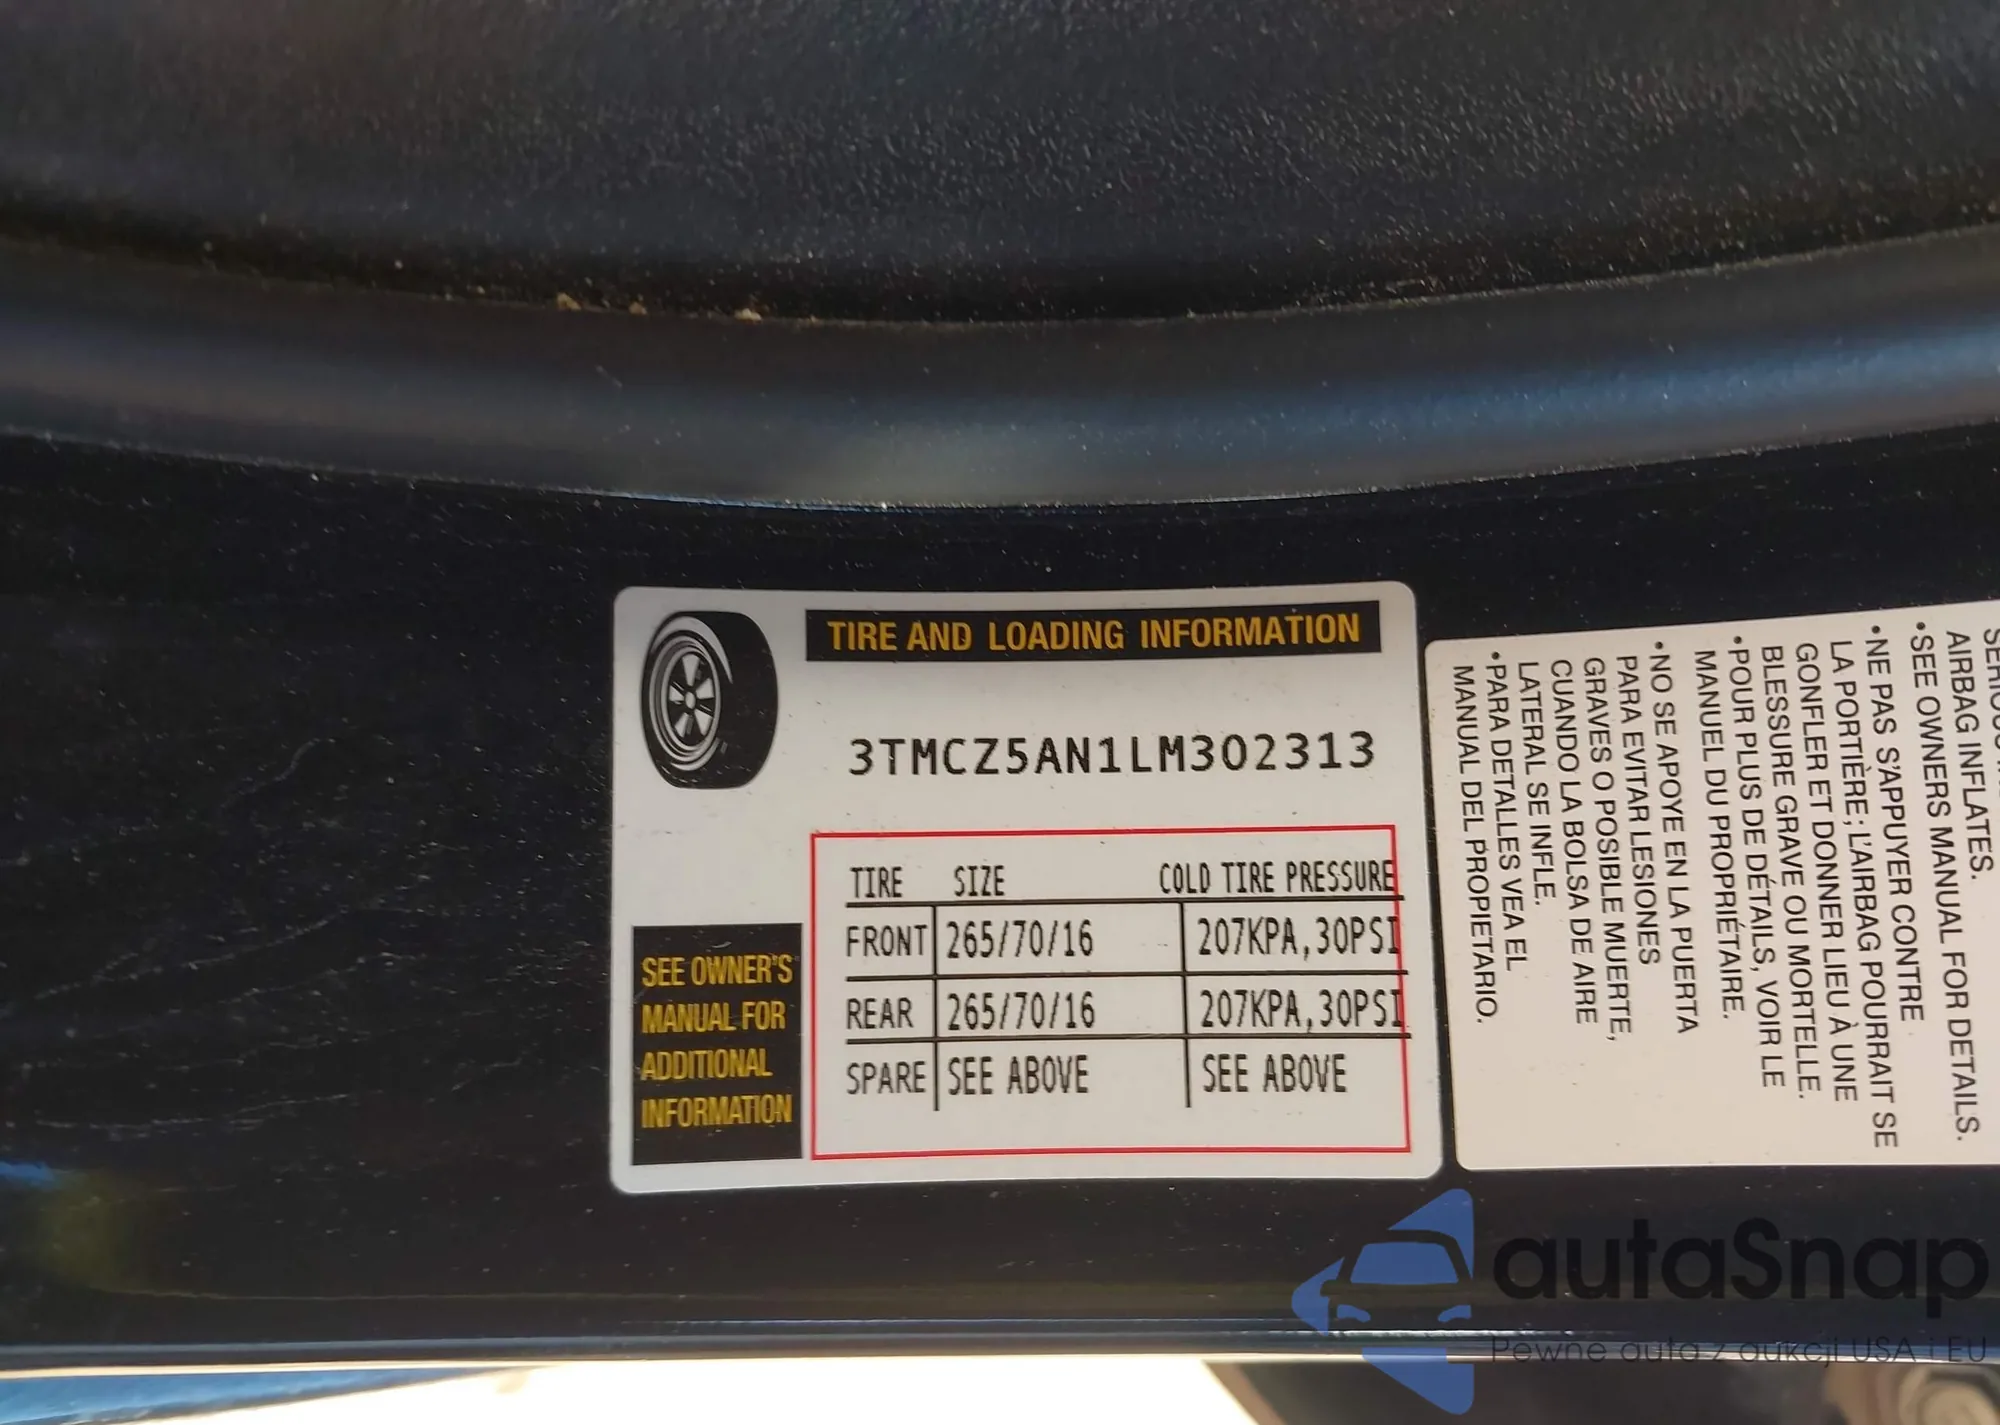 TIRE AND LOADING INFORMATION
3TMCZ5AN1LM302313
TIRE SIZE COLD TIRE PRESSURE
FRONT 265/70/16 207KPA,30PSI
REAR 265/70/16 207KPA,30PSI
SPARE SEE ABOVE SEE ABOVE
SEE OWNER'S
MANUAL FOR
ADDITIONAL
INFORMATION
AIRBAG INFLATES.
•SEE OWNERS MANUAL FOR DETAILS.
•NE PAS S'APPUYER CONTRE
LA PORTIÈRE; L'AIRBAG POURRAIT SE
GONFLER ET DONNER LIEU À UNE
BLESSURE GRAVE OU MORTELLE.
•POUR PLUS DE DÉTAILS, VOIR LE
MANUEL DU PROPRIÉTAIRE.
•NO SE APOYE EN LA PUERTA
PARA EVITAR LESIONES
GRAVES O POSIBLE MUERTE,
CUANDO LA BOLSA DE AIRE
LATERAL SE INFLE.
•PARA DETALLES VEA EL
MANUAL DEL PROPIETARIO.
autaSnap
Pewne auta z aukcji USA i EU